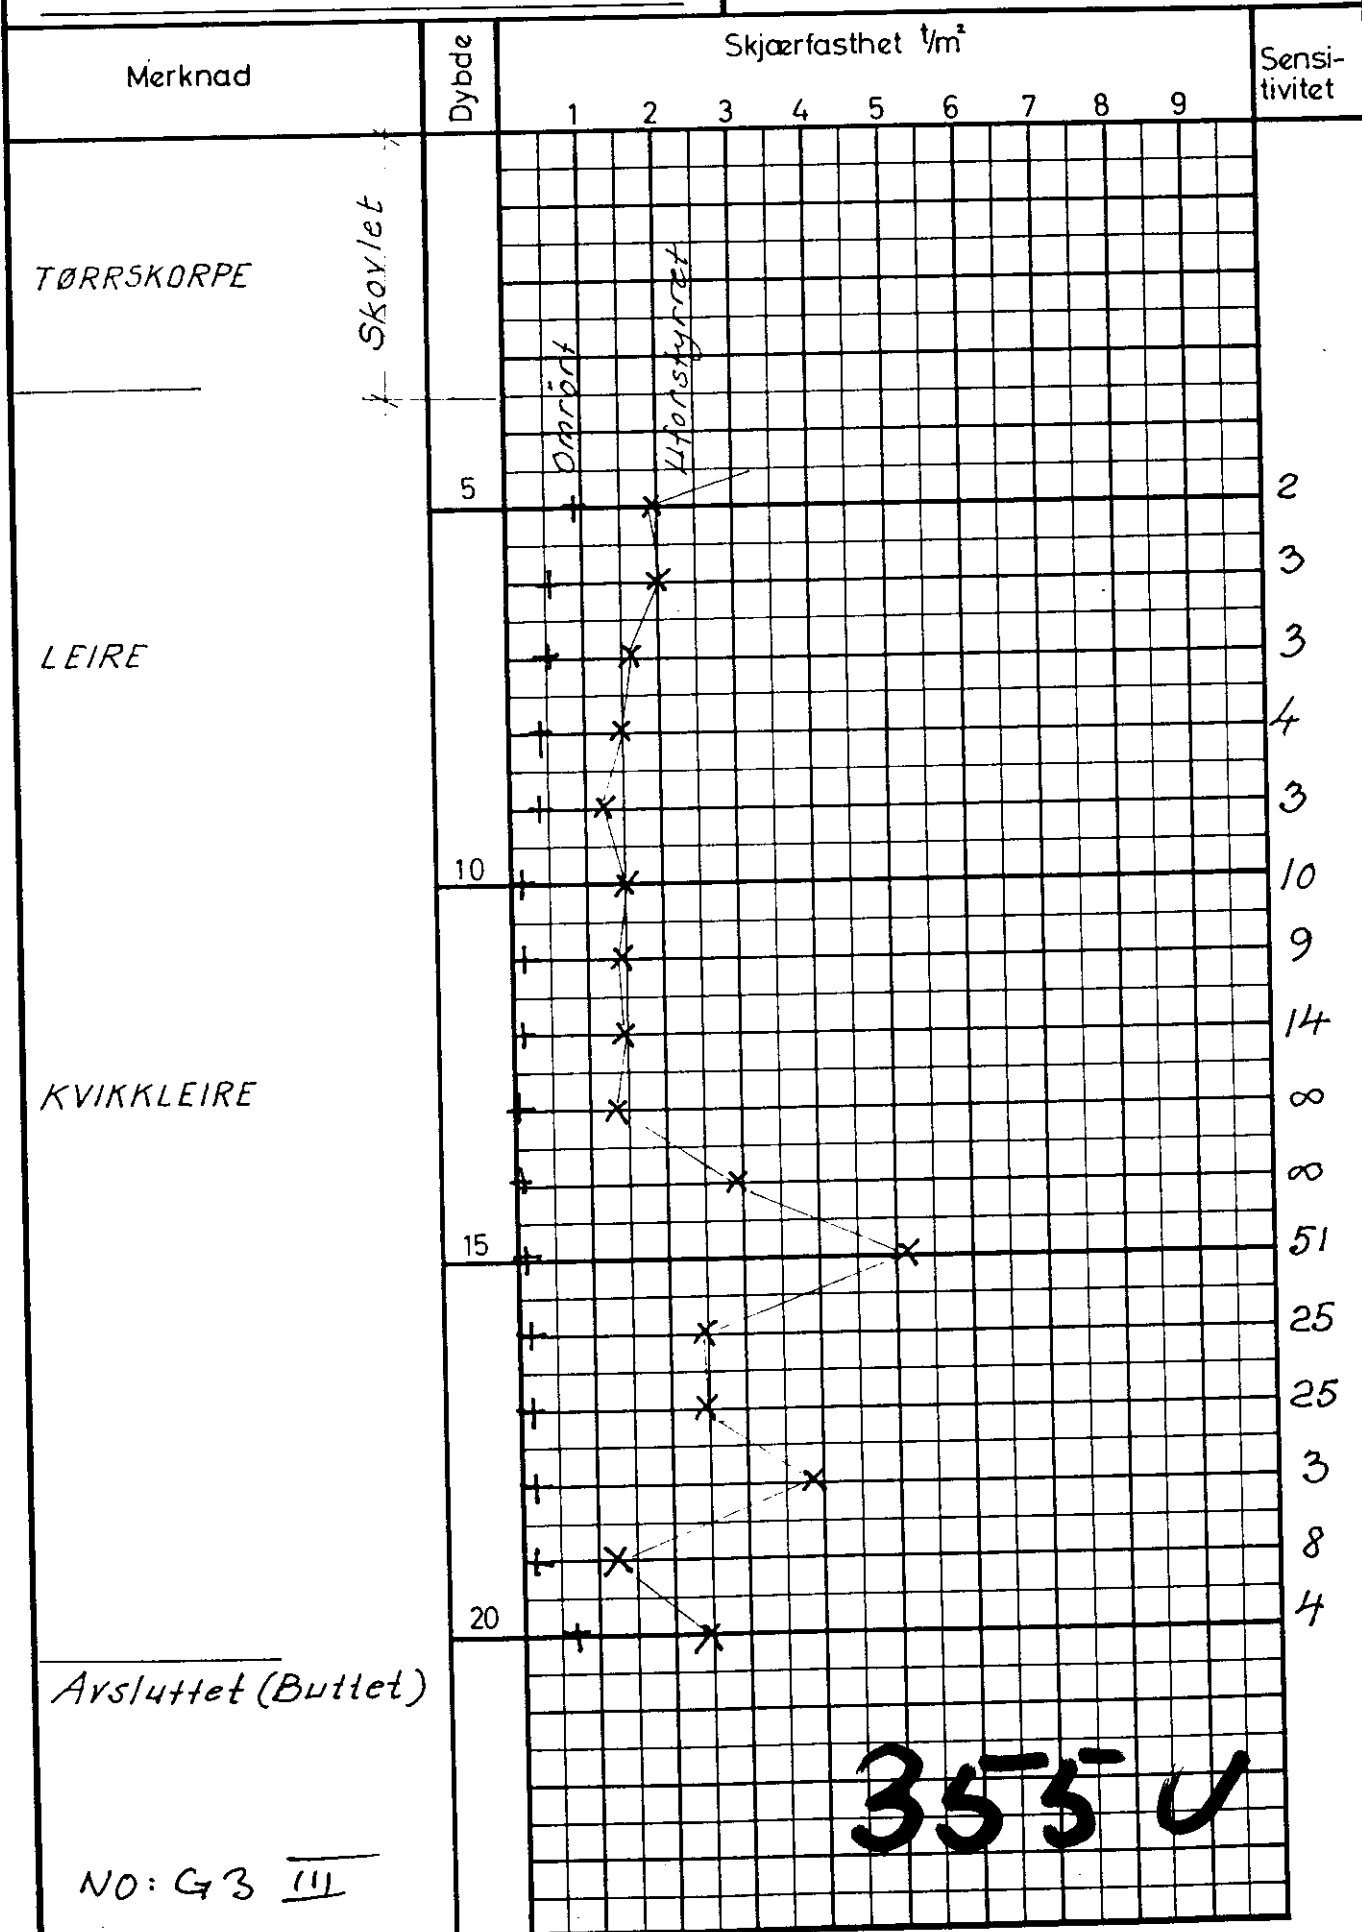 Merknad
Dybde
Skjærfasthet t/m²
Sensi-
tivitet
1 2 3 4 5 6 7 8 9
Skovlet
TØRRSKORPE
Omrört
Uforstyrret
5 2
3
LEIRE 3
4
3
10 10
9
14
KVIKKLEIRE ∞
∞
15 51
25
25
3
8
20 4
Avsluttet (Buttet)
355 U
NO: G3 III